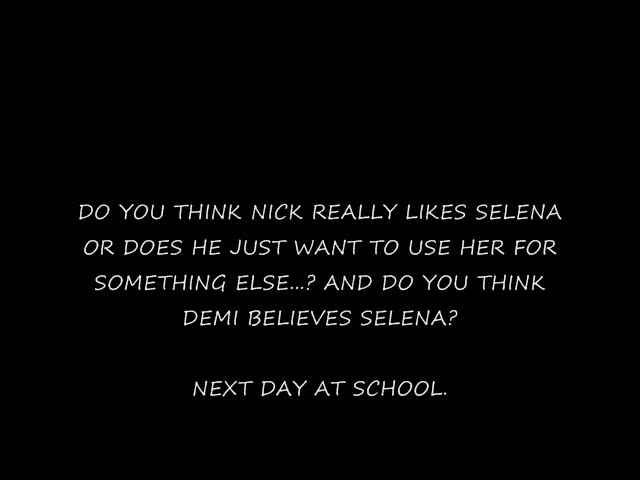 DO YOU THINK NICK REALLY LIKES SELENA
OR DOES HE JUST WANT TO USE HER FOR
SOMETHING ELSE...? AND DO YOU THINK
DEMI BELIEVES SELENA?
NEXT DAY AT SCHOOL.